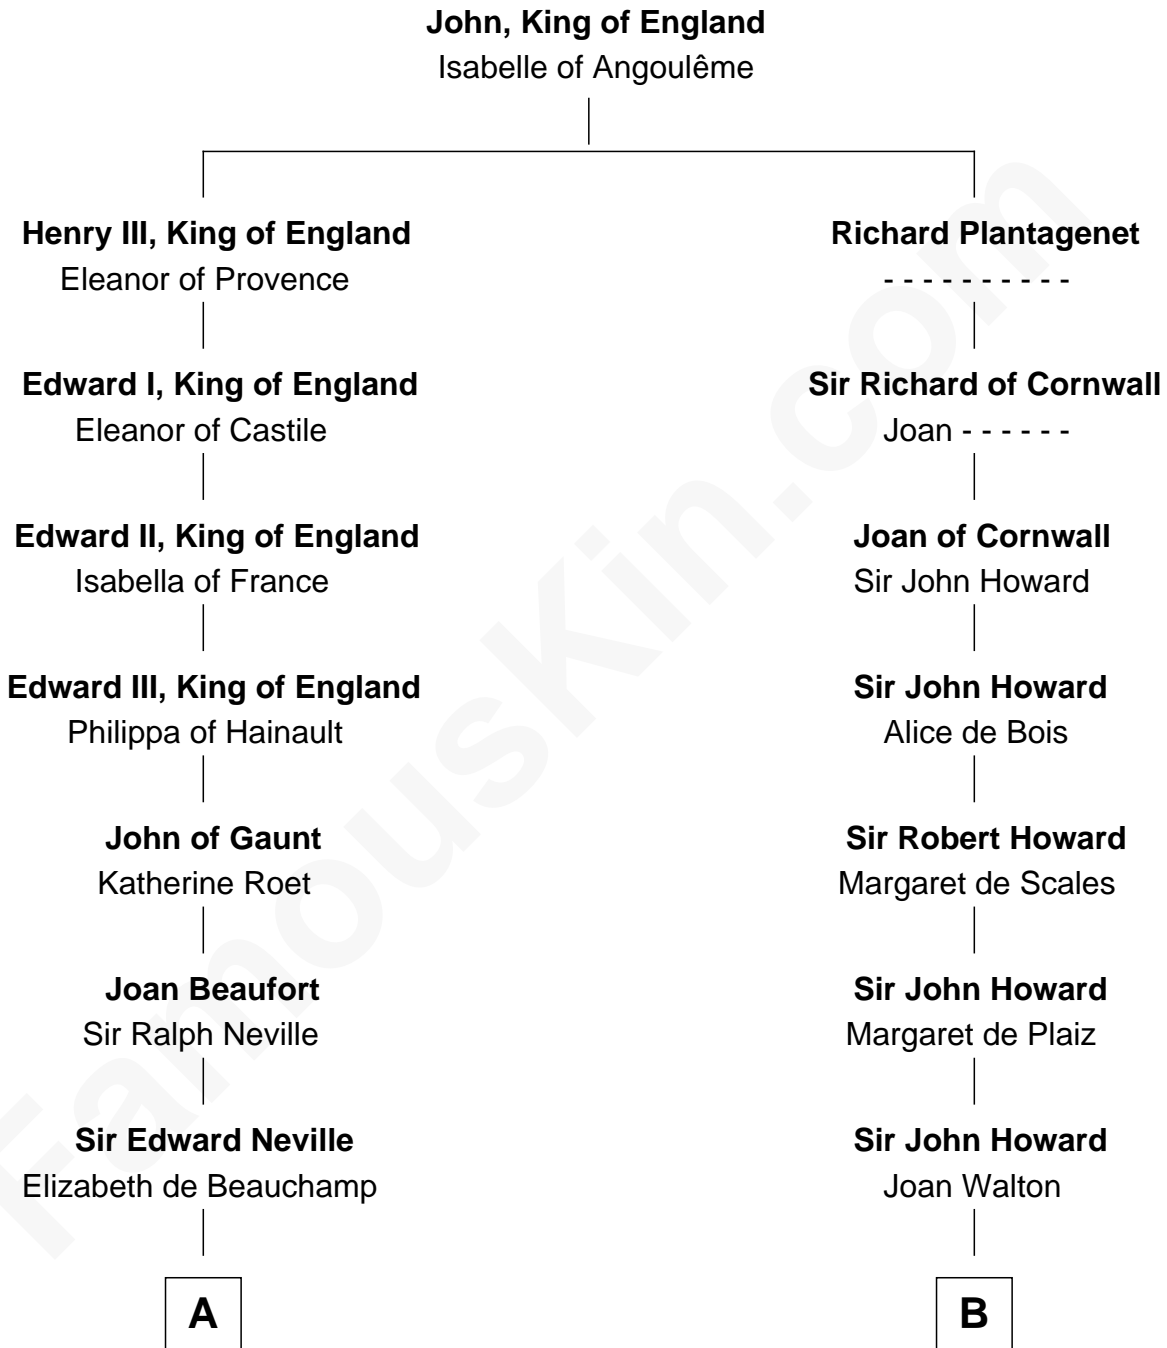 John, King of England
Isabelle of Angoulême
Henry III, King of England
Eleanor of Provence
Richard Plantagenet
- - - - - - - - - -
Edward I, King of England
Eleanor of Castile
Sir Richard of Cornwall
Joan - - - - - -
Edward II, King of England
Isabella of France
Joan of Cornwall
Sir John Howard
Edward III, King of England
Philippa of Hainault
Sir John Howard
Alice de Bois
John of Gaunt
Katherine Roet
Sir Robert Howard
Margaret de Scales
Joan Beaufort
Sir Ralph Neville
Sir John Howard
Margaret de Plaiz
Sir Edward Neville
Elizabeth de Beauchamp
Sir John Howard
Joan Walton
A
B
FamousKin.com